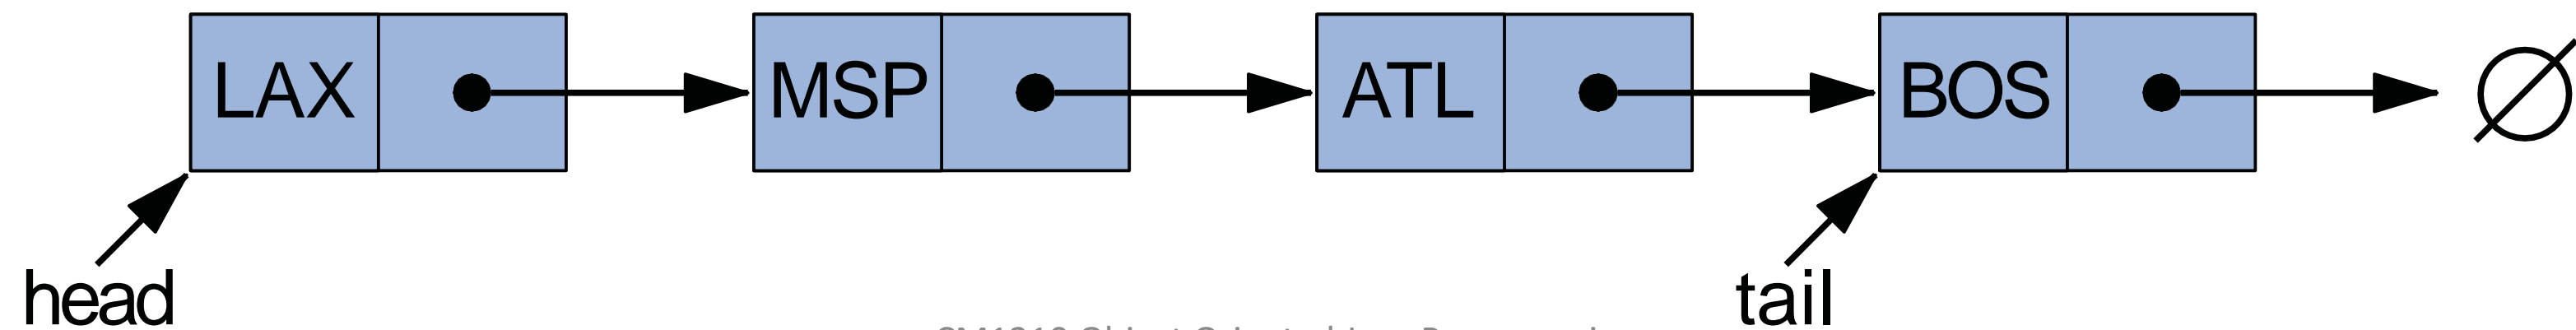 LAX MSP ATL BOS ∅
head tail